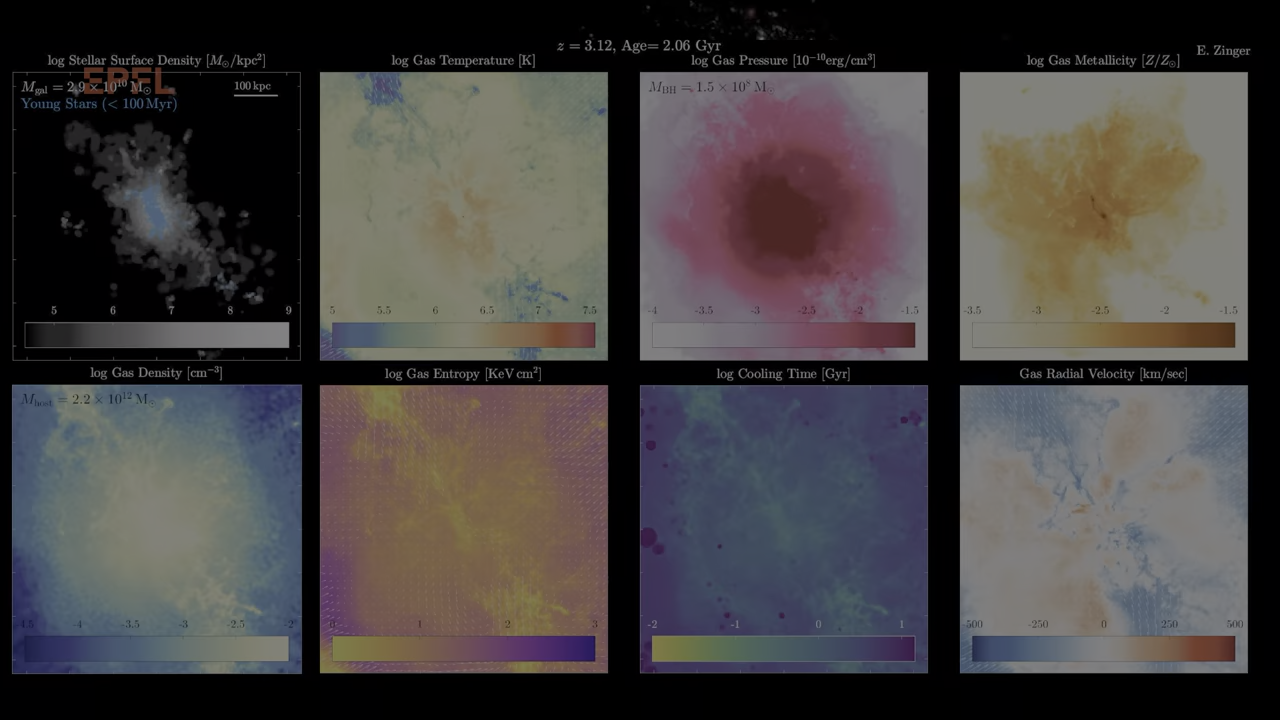 z = 3.12, Age= 2.06 Gyr
E. Zinger
log Stellar Surface Density [M⊙/kpc²]
log Gas Temperature [K]
log Gas Pressure [10⁻¹⁰erg/cm³]
log Gas Metallicity [Z/Z⊙]
EPFL
Mgal = 2.9 × 10¹⁰ M⊙
100 kpc
Young Stars (< 100 Myr)
MBH = 1.5 × 10⁸ M⊙
5 6 7 8 9
5 5.5 6 6.5 7 7.5
-4 -3.5 -3 -2.5 -2 -1.5
-3.5 -3 -2.5 -2 -1.5
log Gas Density [cm⁻³]
log Gas Entropy [KeV cm²]
log Cooling Time [Gyr]
Gas Radial Velocity [km/sec]
Mhost = 2.2 × 10¹² M⊙
-4 -3.5 -3 -2.5 -2
1 2 3
-2 -1 0 1
-500 -250 0 250 500